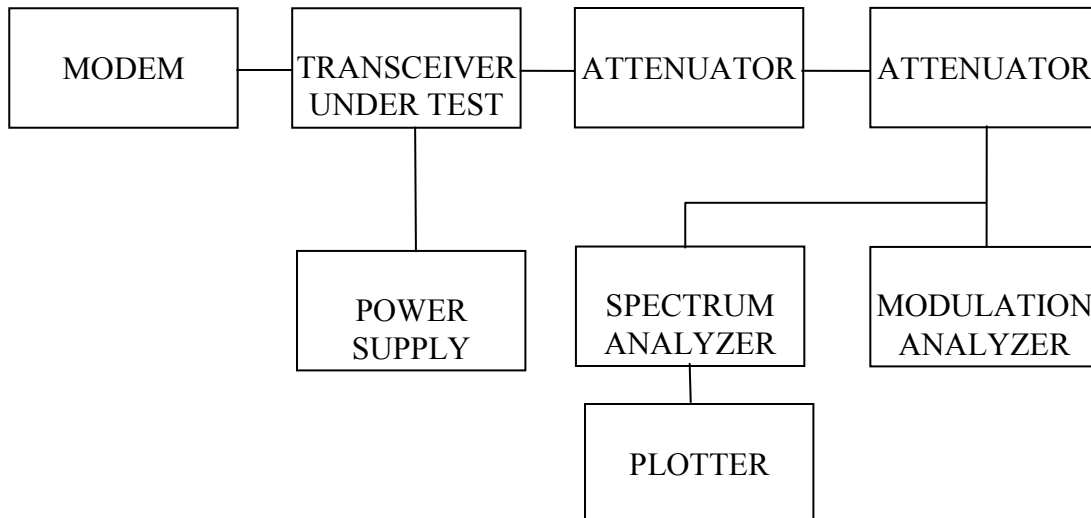 MODEM
TRANSCEIVER
UNDER TEST
ATTENUATOR
ATTENUATOR
POWER
SUPPLY
SPECTRUM
ANALYZER
MODULATION
ANALYZER
PLOTTER